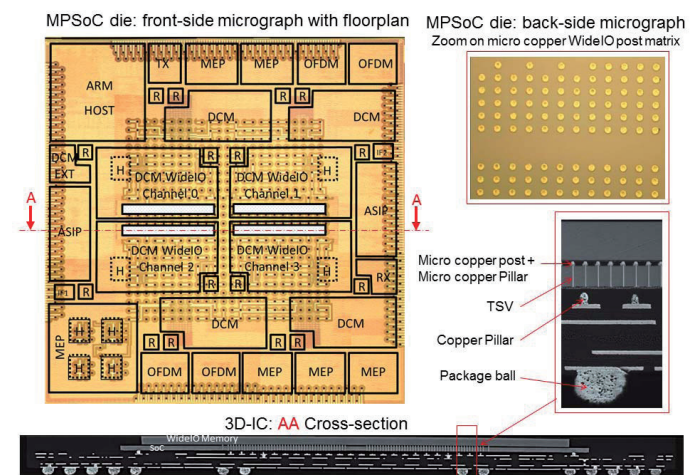 MPSoC die: front-side micrograph with floorplan
MPSoC die: back-side micrograph
Zoom on micro copper WideIO post matrix
TX
MEP
MEP
OFDM
OFDM
ARM
HOST
R
R
R
R
DCM
DCM
DCM
EXT
R
R
R
R
H
H
DCM WideIO
Channel 0
DCM WideIO
Channel 1
A
A
ASIP
ASIP
DCM WideIO
Channel 2
DCM WideIO
Channel 3
H
H
R
R
R
RX
R
MEP
H
H
H
H
DCM
DCM
R
R
R
R
OFDM
OFDM
MEP
MEP
MEP
Micro copper post +
Micro copper Pillar
TSV
Copper Pillar
Package ball
3D-IC: AA Cross-section
WideIO Memory
SoC